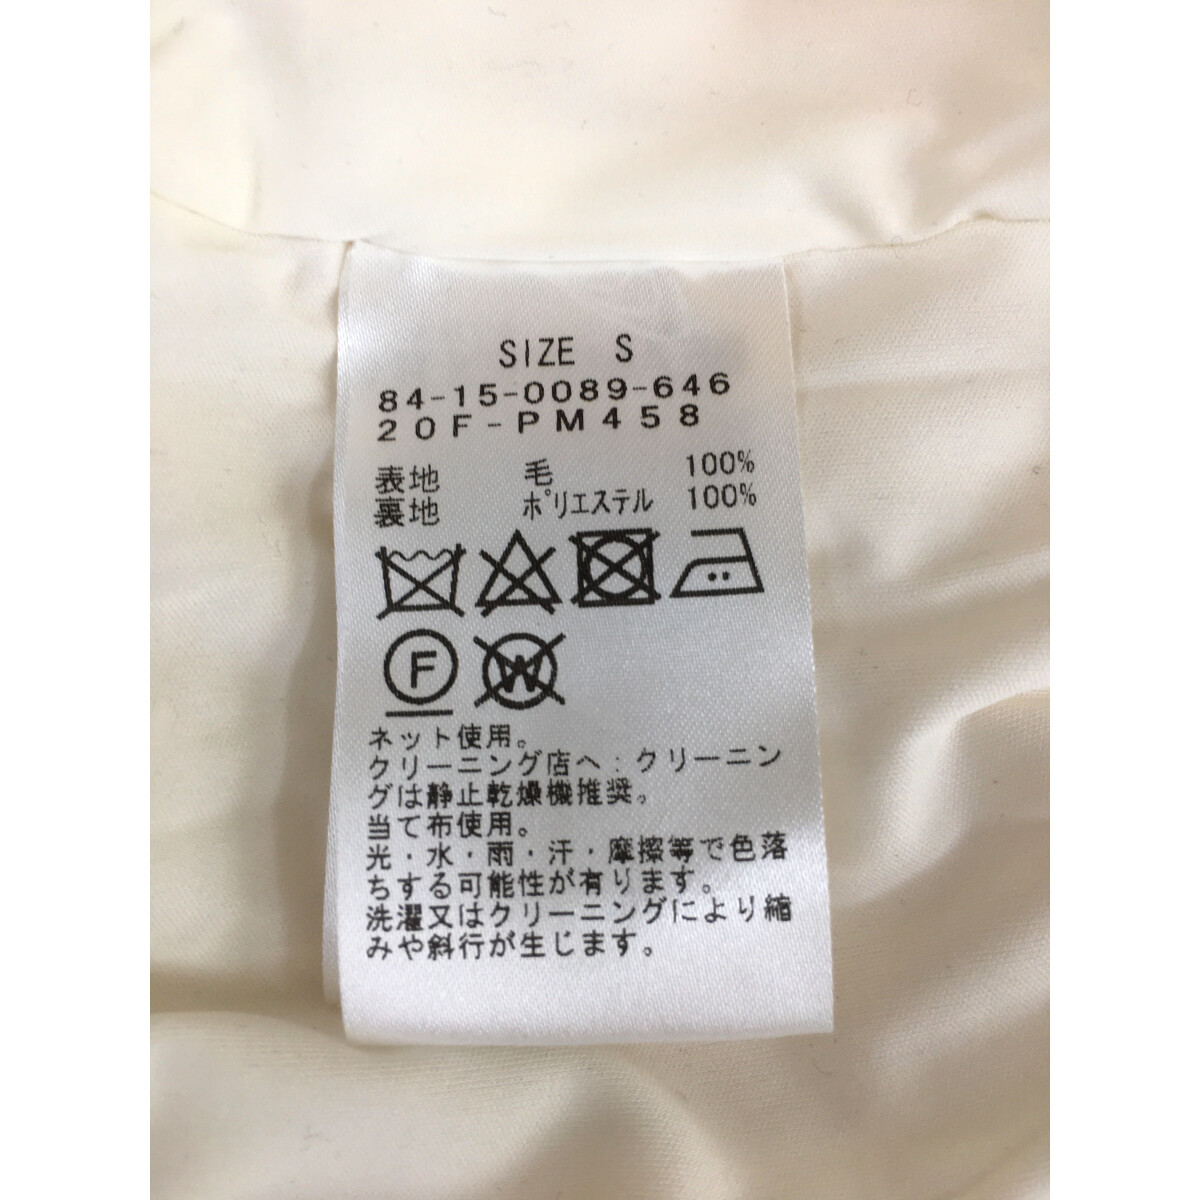 SIZE S
84-15-0089-646
20F-PM458
表地 毛 100%
裏地 ポリエステル 100%
F W
ネット使用。
クリーニング店へ:クリーニン
グは静止乾燥機推奨。
当て布使用。
光・水・雨・汗・摩擦等で色落
ちする可能性が有ります。
洗濯又はクリーニングにより縮
みや斜行が生じます。